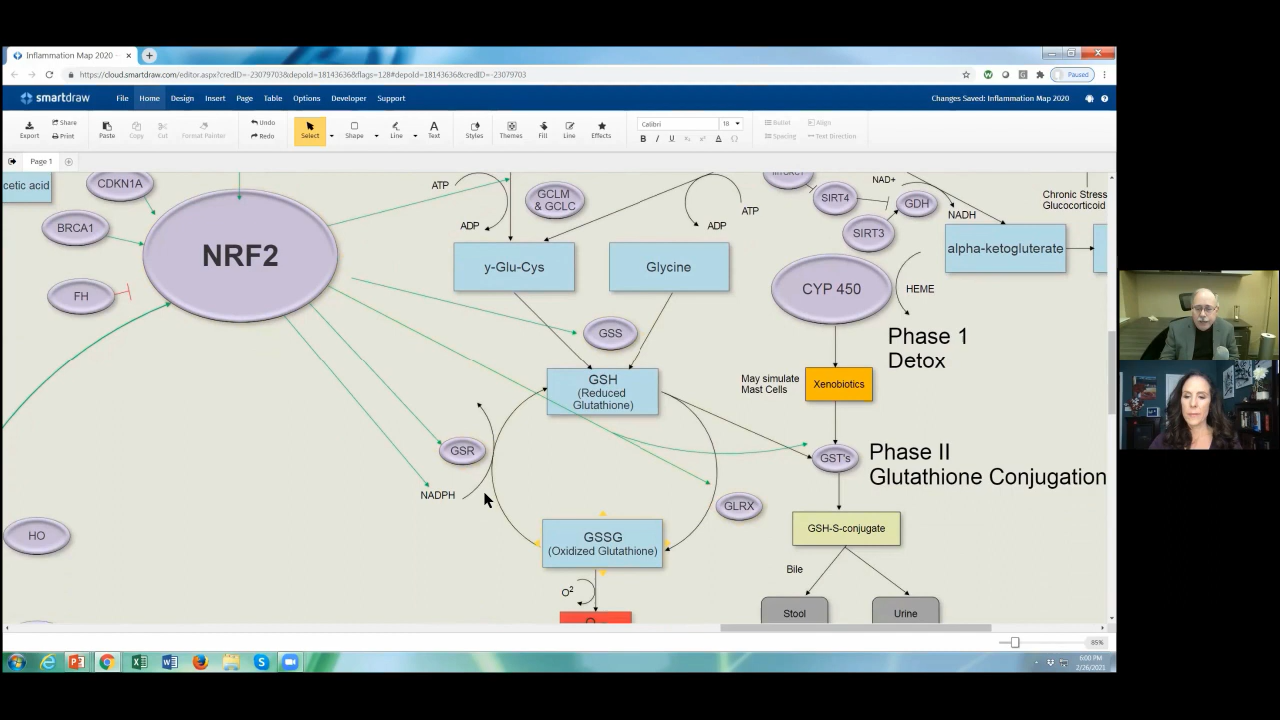 Inflammation Map 2020
https://cloud.smartdraw.com/editor.aspx?credID=-23079703&depoId=18143636&flags=128#depoId=18143636&credID=-23079703
Paused
smartdraw
File Home Design Insert Page Table Options Developer Support
Changes Saved: Inflammation Map 2020
Export
Share
Print
Paste
Copy
Cut
Format Painter
Undo
Redo
Select
Shape
Line
Text
Styles
Themes
Fill
Line
Effects
Calibri
18
B I U
A
Bullet
Align
Spacing
Text Direction
Page 1
cetic acid
CDKN1A
BRCA1
FH
NRF2
HO
ATP
ADP
GCLM
& GCLC
ADP
ATP
y-Glu-Cys
Glycine
GSS
GSH
(Reduced
Glutathione)
GSR
NADPH
GLRX
GSSG
(Oxidized Glutathione)
O2
SIRT4
NAD+
GDH
NADH
SIRT3
Chronic Stress
Glucocorticoid
alpha-ketogluterate
CYP 450
HEME
Phase 1
Detox
May simulate
Mast Cells
Xenobiotics
GST's
Phase II
Glutathione Conjugation
GSH-S-conjugate
Bile
Stool
Urine
85%
6:00 PM
2/26/2021